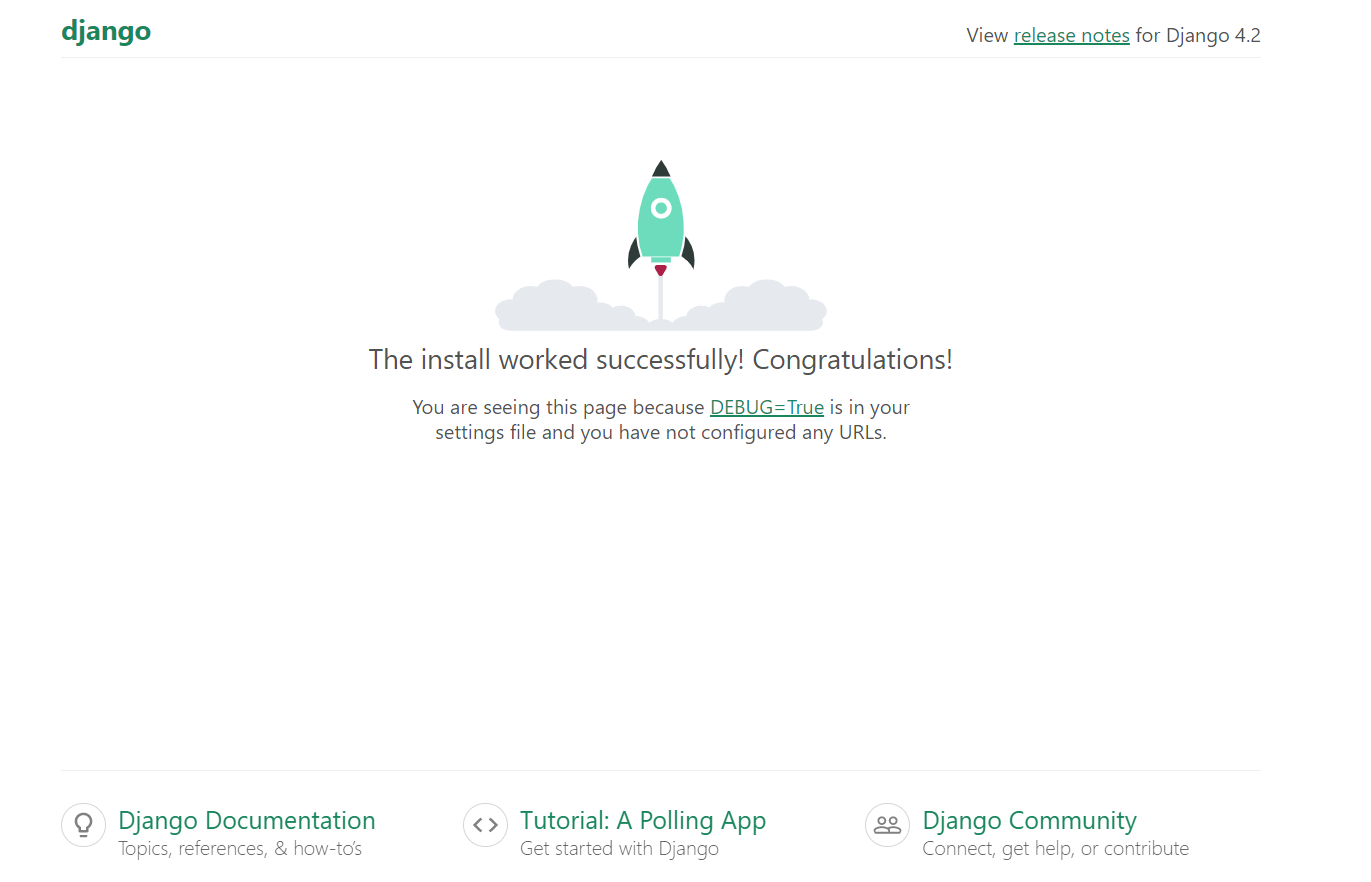 django
View release notes for Django 4.2
The install worked successfully! Congratulations!
You are seeing this page because DEBUG=True is in your
settings file and you have not configured any URLs.
Django Documentation
Topics, references, & how-to’s
Tutorial: A Polling App
Get started with Django
Django Community
Connect, get help, or contribute